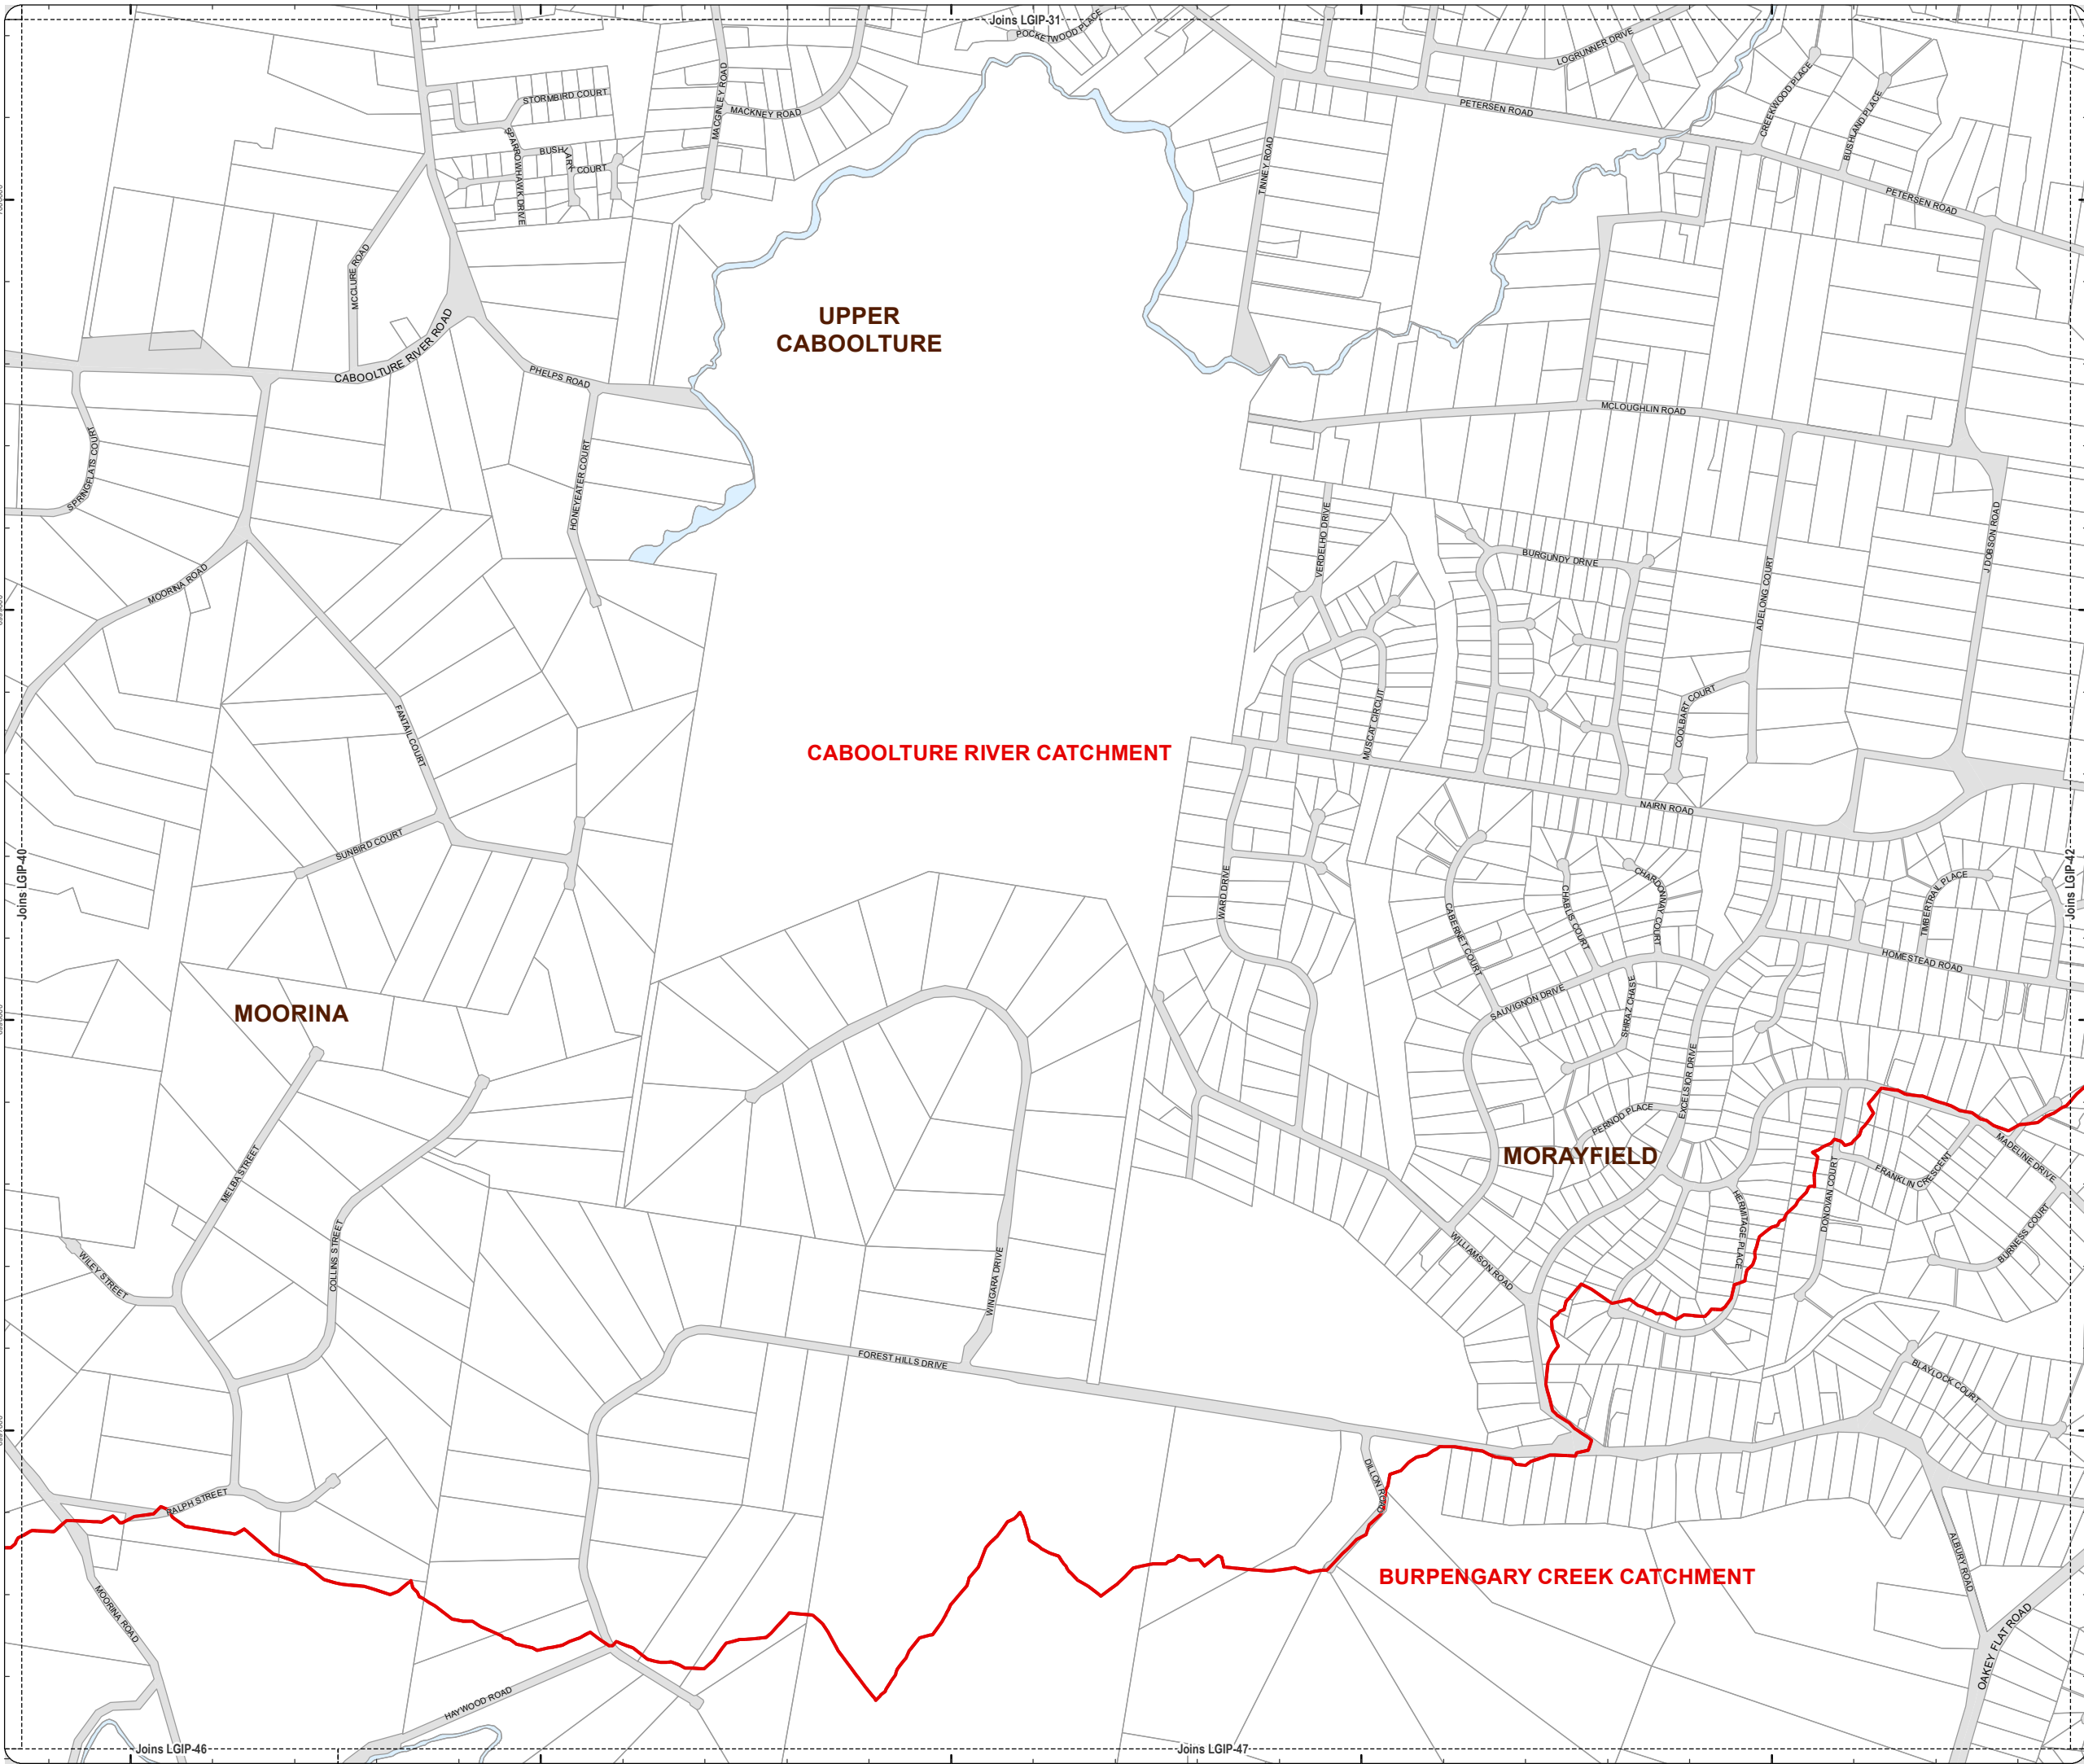 Joins LGIP-31
POCKETWOOD PLACE
LOGRUNNER DRIVE
STORMBIRD COURT
MACGINLEY ROAD
MACKNEY ROAD
PETERSEN ROAD
CREEKWOOD PLACE
BUSHLAND PLACE
SPARROWHAWK DRIVE
BUSHLARK COURT
TINNEY ROAD
PETERSEN ROAD
MCCLURE ROAD
UPPER
CABOOLTURE
CABOOLTURE RIVER ROAD
PHELPS ROAD
MCLOUGHLIN ROAD
SPRINGFLATS COURT
HONEYEATER COURT
VERDELHO DRIVE
BURGUNDY DRIVE
J DOBSON ROAD
ADELONG COURT
MOORINA ROAD
FANTAIL COURT
MUSCAT CIRCUIT
COOLBART COURT
CABOOLTURE RIVER CATCHMENT
NAIRN ROAD
SUNBIRD COURT
Joins LGIP-40
Joins LGIP-42
WARD DRIVE
CABERNET COURT
CHABLIS COURT
CHARDONNAY COURT
TIMBERTRAIL PLACE
HOMESTEAD ROAD
SAUVIGNON DRIVE
SHIRAZ CHASE
MOORINA
EXCELSIOR DRIVE
PERNOD PLACE
MORAYFIELD
MADELINE DRIVE
FRANKLIN CRESCENT
MELBA STREET
DONOVAN COURT
HERMITAGE PLACE
BURNESS COURT
COLLINS STREET
WILEY STREET
WILLIAMSON ROAD
WINGARA DRIVE
FOREST HILLS DRIVE
BLAYLOCK COURT
DILLON ROAD
RALPH STREET
ALBURY ROAD
BURPENGARY CREEK CATCHMENT
MOORINA ROAD
OAKEY FLAT ROAD
HAYWOOD ROAD
Joins LGIP-46
Joins LGIP-47